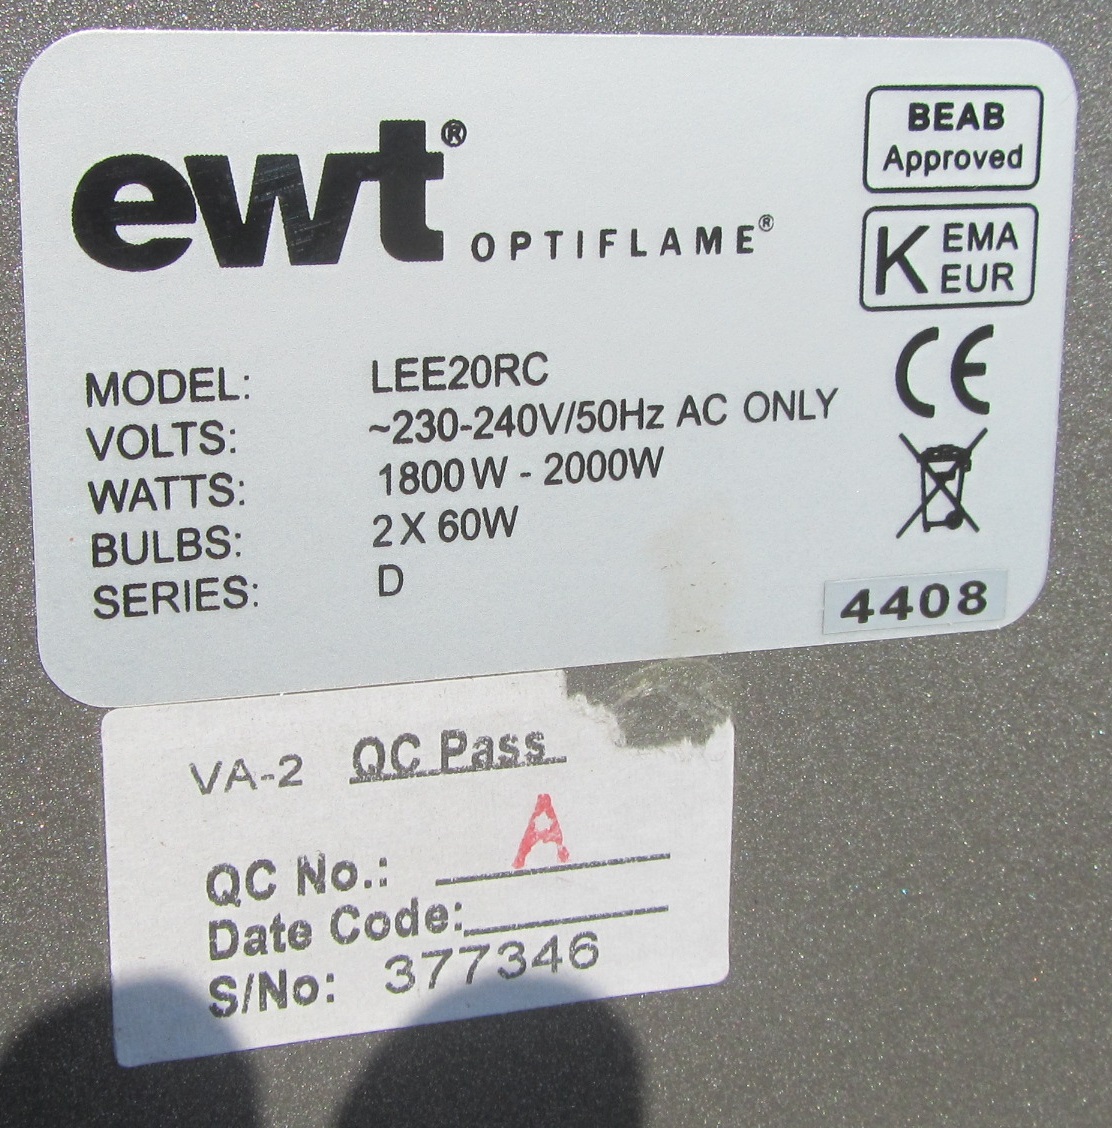 ewt® OPTIFLAME®
BEAB
Approved
K EMA
EUR
CE
MODEL: LEE20RC
VOLTS: ~230-240V/50Hz AC ONLY
WATTS: 1800W - 2000W
BULBS: 2 X 60W
SERIES: D
4408
VA-2 QC Pass
QC No.: A
Date Code:
S/No: 377346